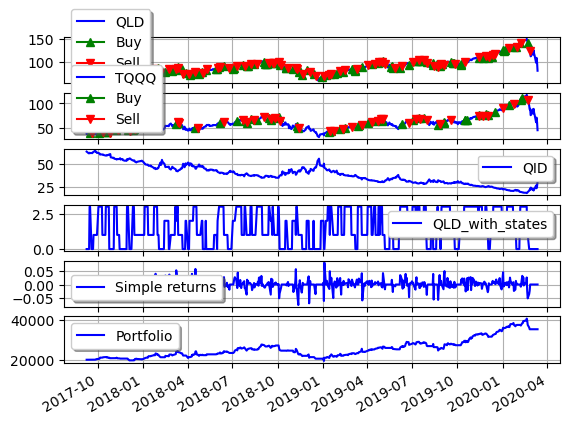 QLD
Buy
Sell
150
100
TQQQ
Buy
Sell
100
50
50
25
QID
2.5
0.0
QLD_with_states
0.05
0.00
−0.05
Simple returns
40000
20000
Portfolio
2017-10
2018-01
2018-04
2018-07
2018-10
2019-01
2019-04
2019-07
2019-10
2020-01
2020-04